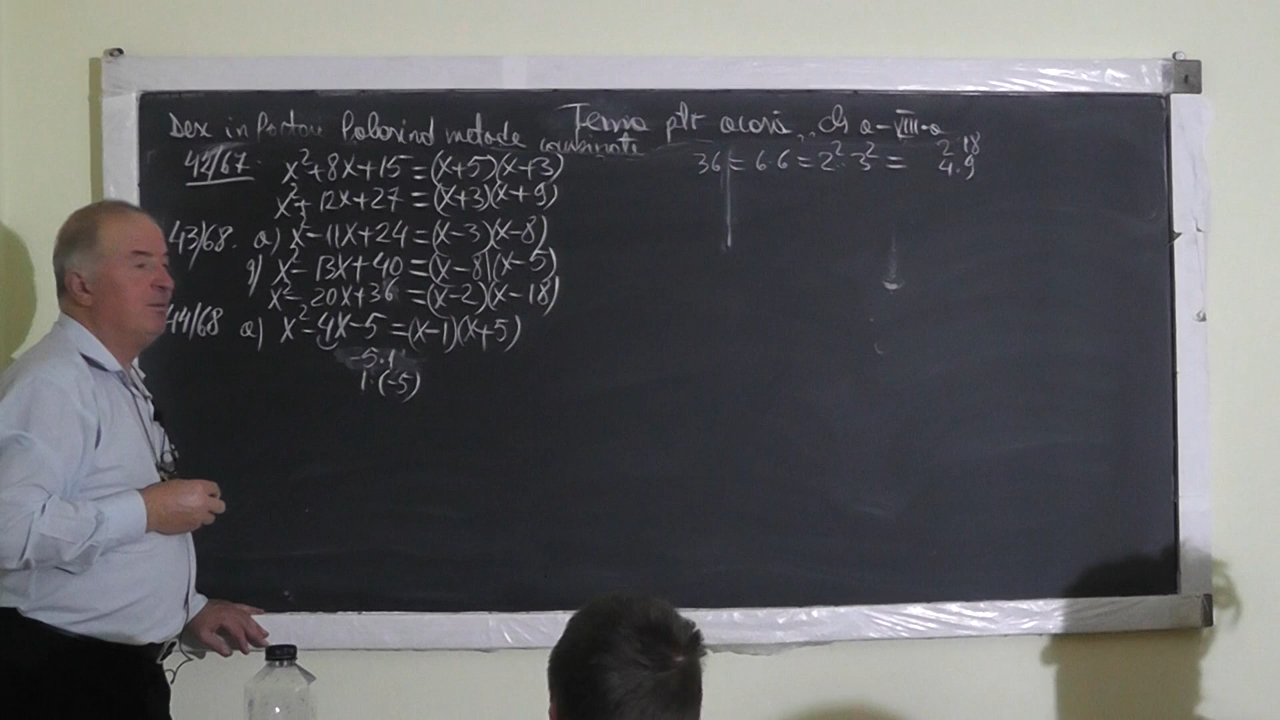 Dex in factori folosind metode combinate
Tema ptr acasă, cls a-VIII-a
42/67. x²+8x+15=(x+5)(x+3)
x²+12x+27=(x+3)(x+9)
43/68. a) x²-11x+24=(x-3)(x-8)
g) x²-13x+40=(x-8)(x-5)
x²-20x+36=(x-2)(x-18)
44/68 a) x²-4x-5=(x-1)(x+5)
-5·1
1·(-5)
36=6·6=2²·3²=
2·18
4·9